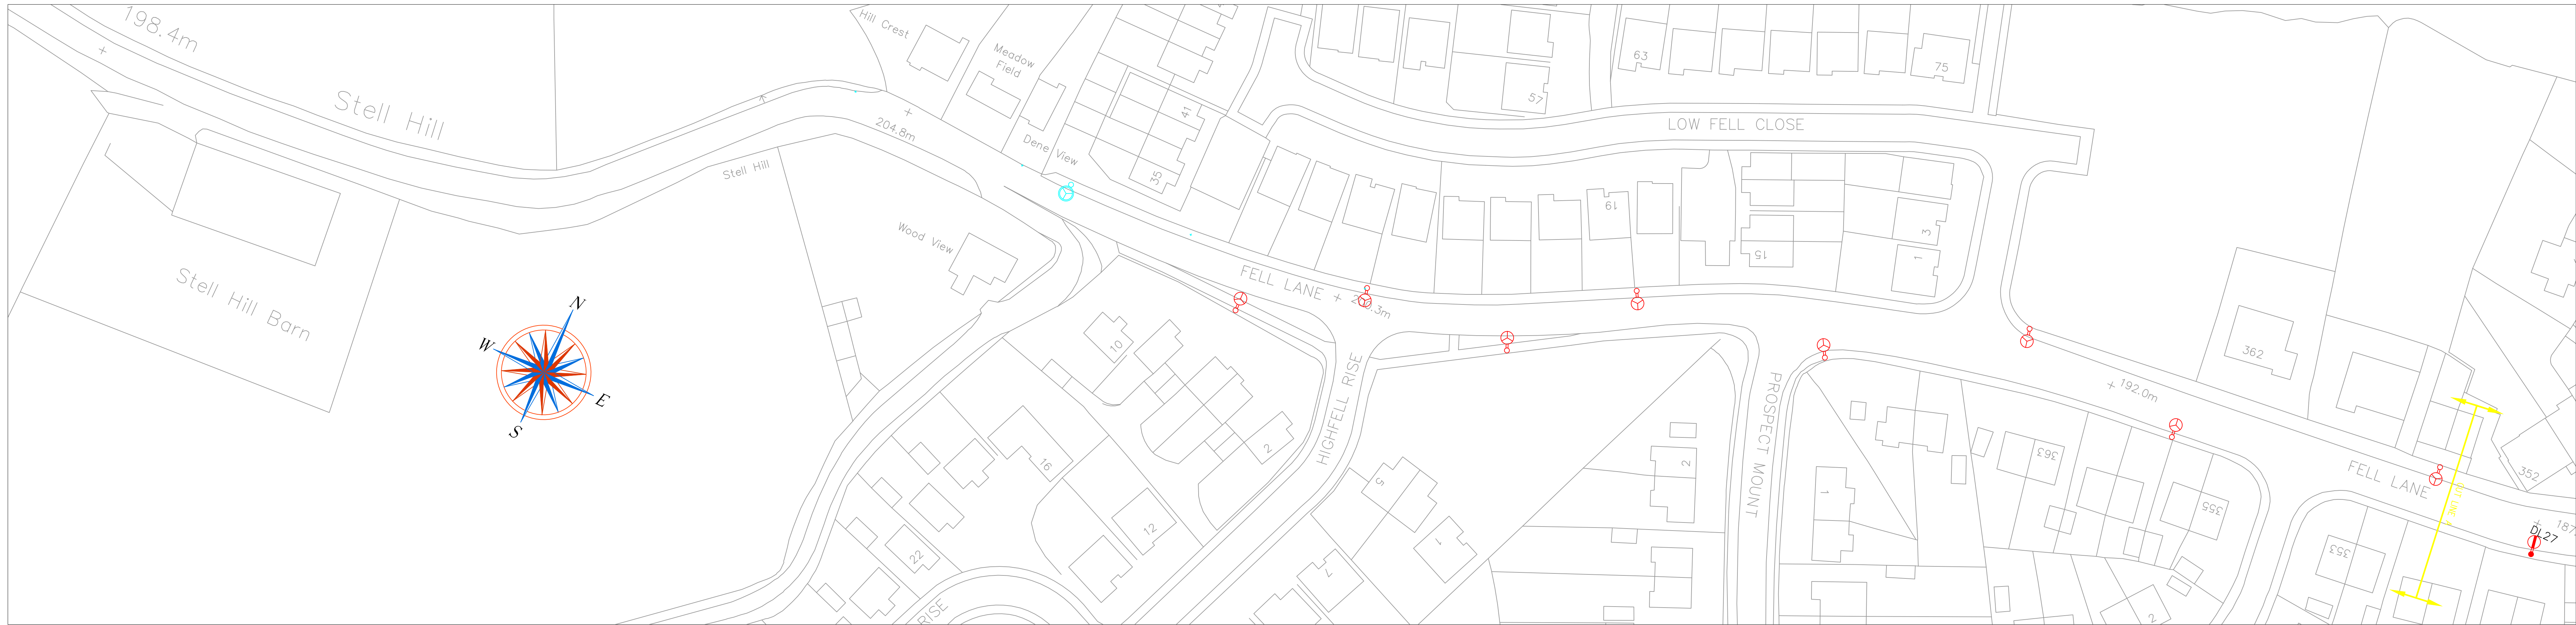 198.4m
Stell Hill
Hill Crest
Meadow
Field
204.8m
Dene View
Stell Hill
Wood View
Stell Hill Barn
N
W
E
S
41
35
57
63
75
LOW FELL CLOSE
19
15
3
1
FELL LANE
10
2
16
12
22
RISE
HIGHFELL RISE
5
1
7
2
PROSPECT MOUNT
1
363
355
2
192.0m
362
352
FELL LANE
353
DL27